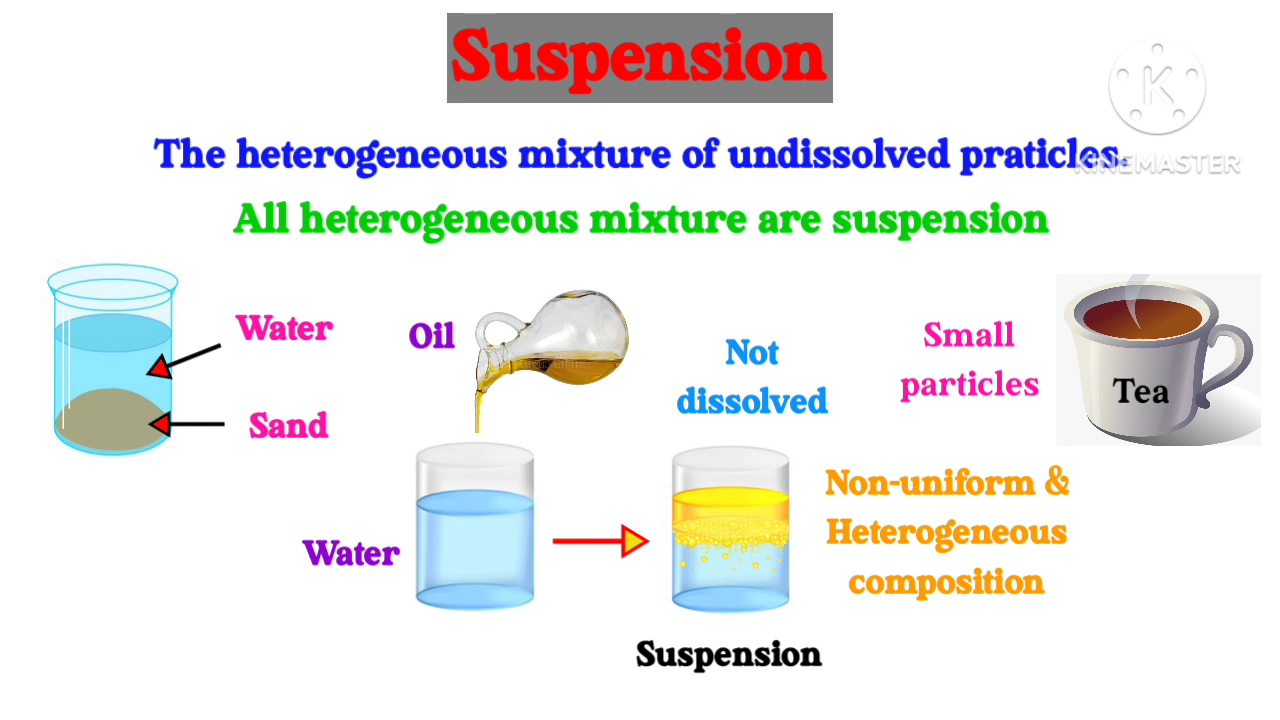 Suspension
The heterogeneous mixture of undissolved praticles.
KINEMASTER
All heterogeneous mixture are suspension
Water
Sand
Oil
Water
Not
dissolved
Suspension
Small
particles
Tea
Non-uniform &
Heterogeneous
composition